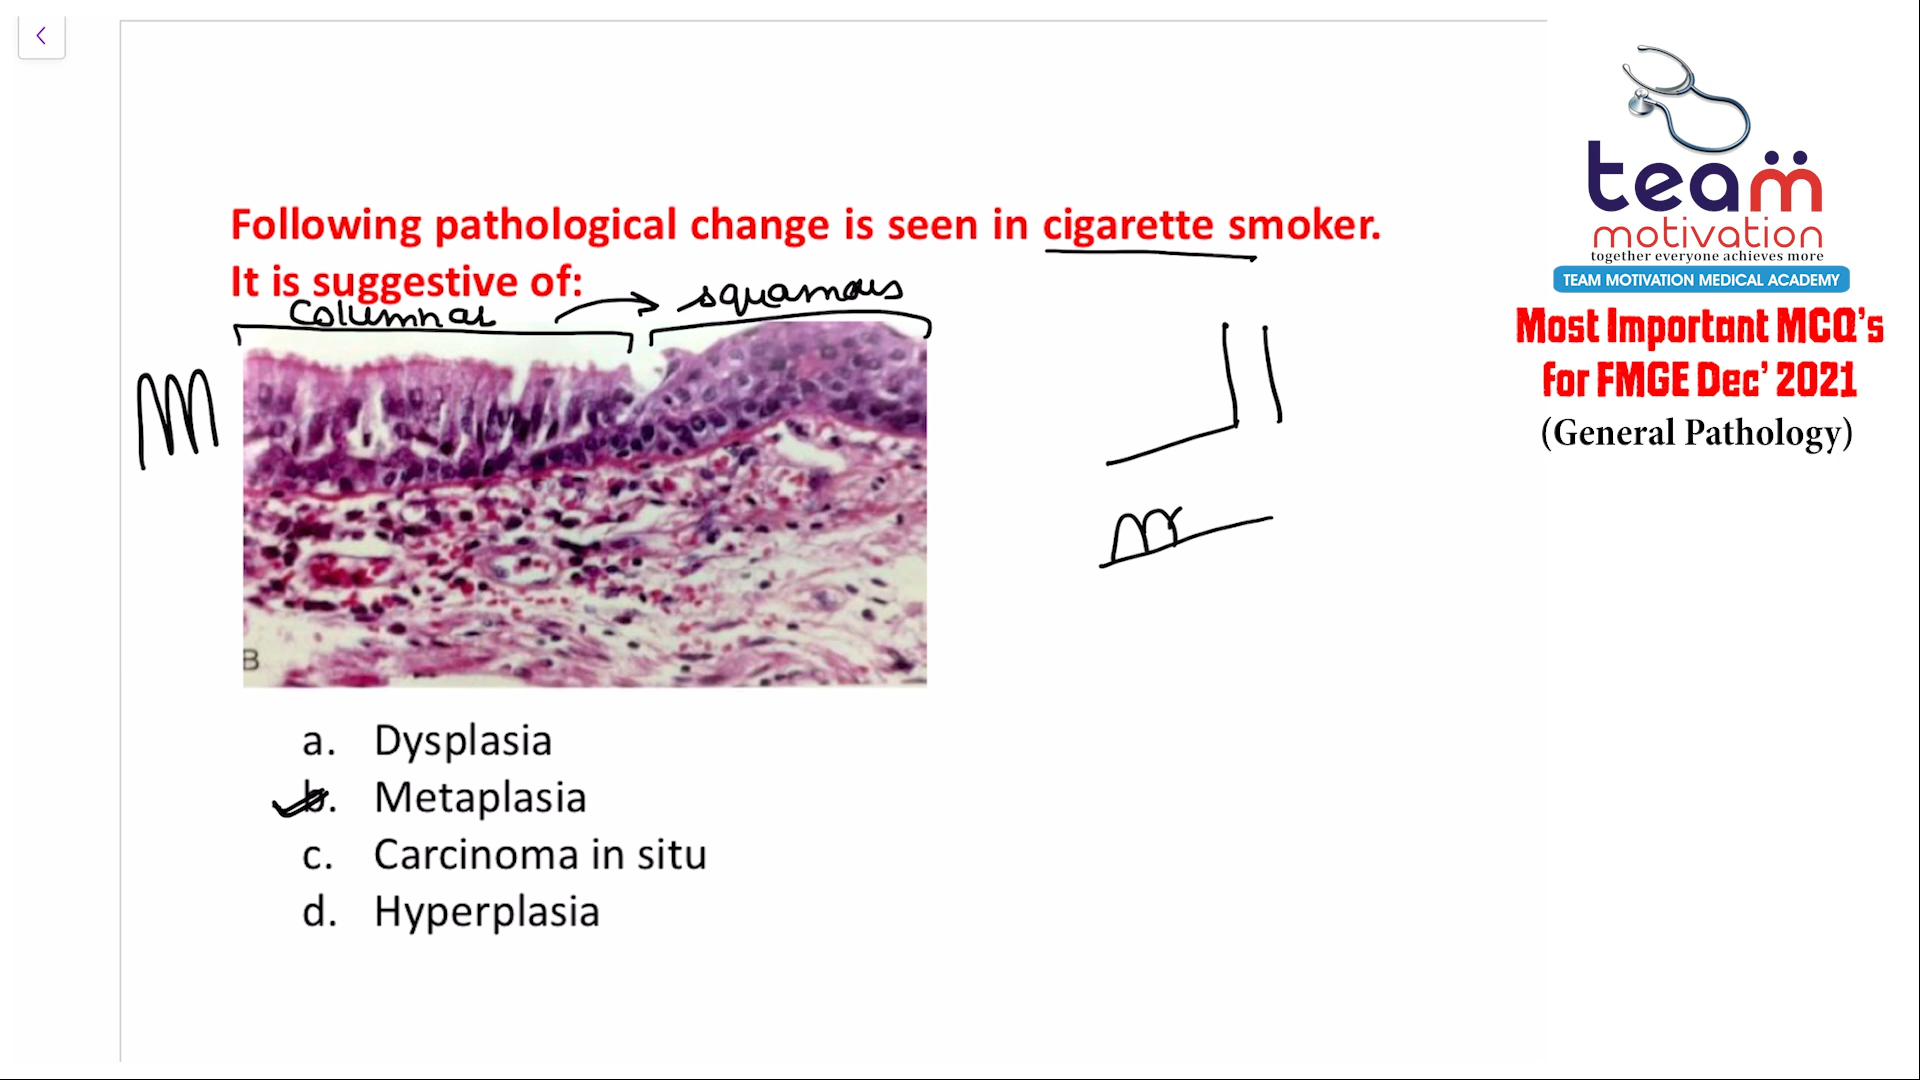 Following pathological change is seen in cigarette smoker.
It is suggestive of:
columnar
squamous
B
a. Dysplasia
b. Metaplasia
c. Carcinoma in situ
d. Hyperplasia
team
motivation
together everyone achieves more
TEAM MOTIVATION MEDICAL ACADEMY
Most Important MCQ's
for FMGE Dec' 2021
(General Pathology)